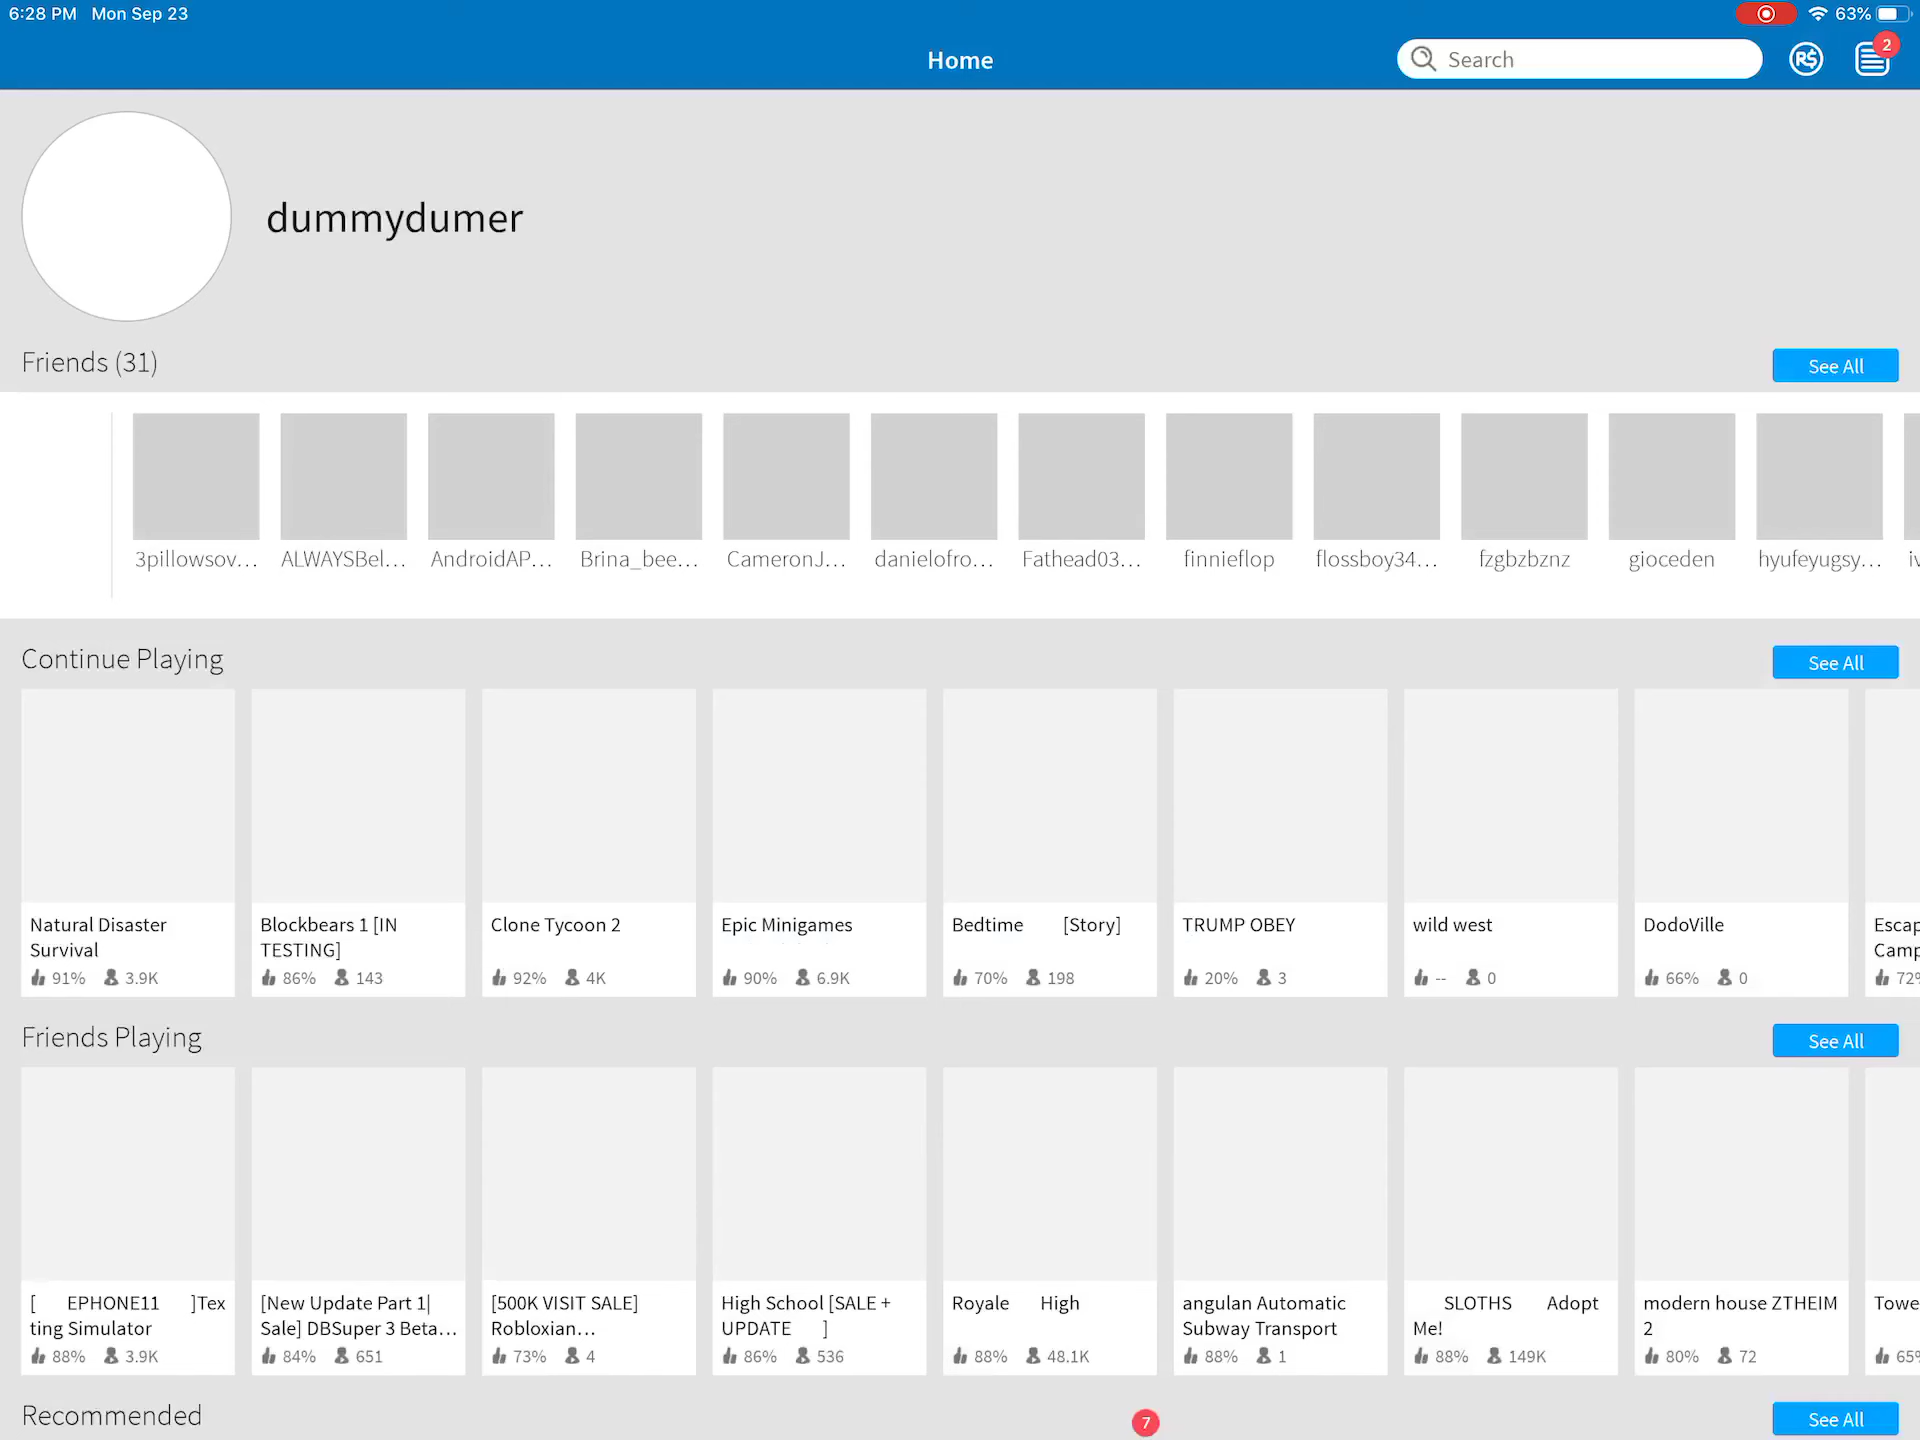 6:28 PM Mon Sep 23
63%
Home
Search
R$
2
dummydumer
Friends (31)
See All
3pillowsov...
ALWAYSBel...
AndroidAP...
Brina_bee...
CameronJ...
danielofro...
Fathead03...
finnieflop
flossboy34...
fzgbzbznz
gioceden
hyufeyugsy...
iv
Continue Playing
See All
Natural Disaster
Survival
91% 3.9K
Blockbears 1 [IN
TESTING]
86% 143
Clone Tycoon 2
92% 4K
Epic Minigames
90% 6.9K
Bedtime [Story]
70% 198
TRUMP OBEY
20% 3
wild west
-- 0
DodoVille
66% 0
Escap
Camp
72%
Friends Playing
See All
[ EPHONE11 ]Tex
ting Simulator
88% 3.9K
[New Update Part 1|
Sale] DBSuper 3 Beta...
84% 651
[500K VISIT SALE]
Robloxian...
73% 4
High School [SALE +
UPDATE ]
86% 536
Royale High
88% 48.1K
angulan Automatic
Subway Transport
88% 1
SLOTHS Adopt
Me!
88% 149K
modern house ZTHEIM
2
80% 72
Towe
65%
Recommended
7
See All